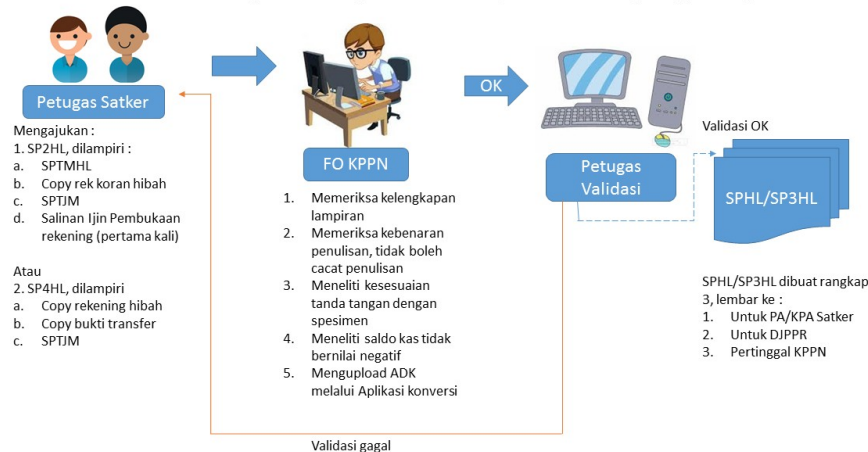 Petugas Satker
Mengajukan :
1. SP2HL, dilampiri :
a. SPTMHL
b. Copy rek koran hibah
c. SPTJM
d. Salinan Ijin Pembukaan
rekening (pertama kali)
Atau
2. SP4HL, dilampiri
a. Copy rekening hibah
b. Copy bukti transfer
c. SPTJM
FO KPPN
1. Memeriksa kelengkapan
lampiran
2. Memeriksa kebenaran
penulisan, tidak boleh
cacat penulisan
3. Meneliti kesesuaian
tanda tangan dengan
spesimen
4. Meneliti saldo kas tidak
bernilai negatif
5. Mengupload ADK
melalui Aplikasi konversi
OK
Petugas
Validasi
Validasi OK
SPHL/SP3HL
SPHL/SP3HL dibuat rangkap
3, lembar ke :
1. Untuk PA/KPA Satker
2. Untuk DJPPR
3. Pertinggal KPPN
Validasi gagal